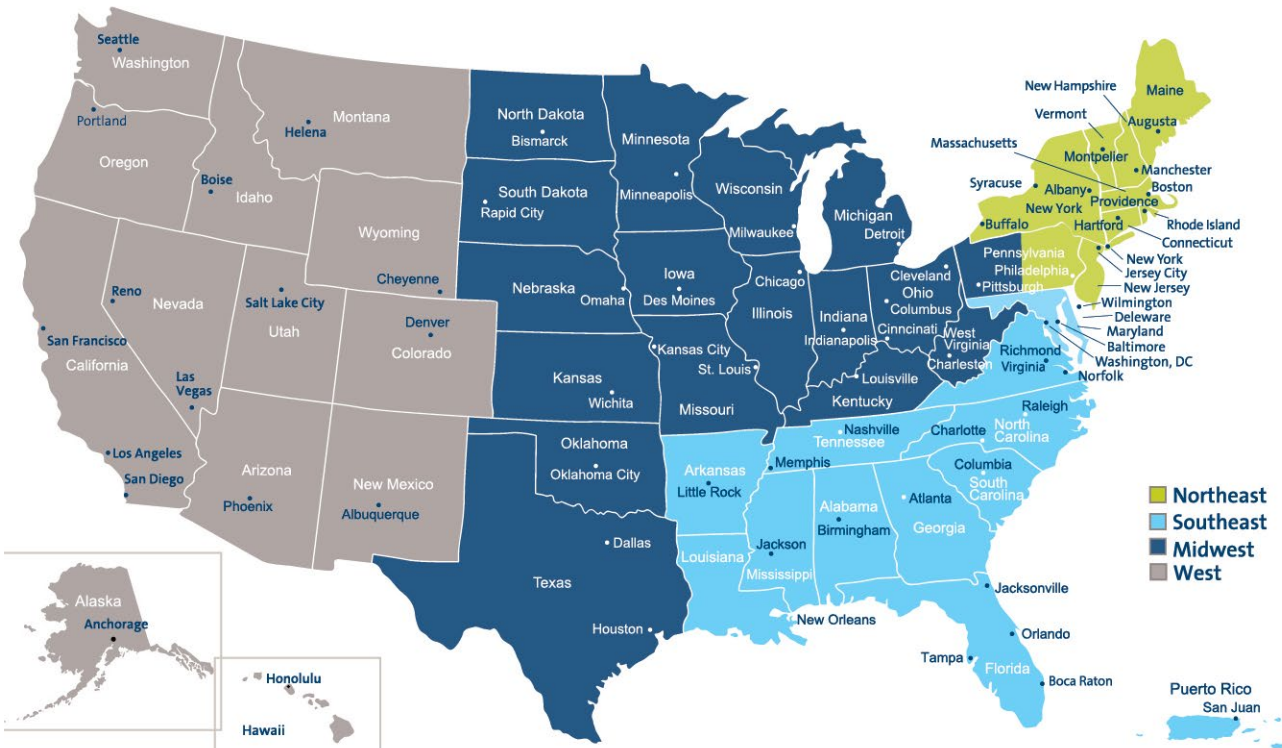 Seattle
Washington
Portland
Oregon
Boise
Idaho
Helena
Montana
Wyoming
Cheyenne
Reno
Nevada
Salt Lake City
Utah
Denver
Colorado
San Francisco
California
Las
Vegas
Los Angeles
San Diego
Arizona
Phoenix
New Mexico
Albuquerque
North Dakota
Bismarck
South Dakota
Rapid City
Nebraska
Omaha
Kansas
Wichita
Oklahoma
Oklahoma City
Texas
Dallas
Houston
Minnesota
Minneapolis
Iowa
Des Moines
Kansas City
St. Louis
Missouri
Wisconsin
Milwaukee
Chicago
Illinois
Michigan
Detroit
Indiana
Indianapolis
Cleveland
Ohio
Columbus
Cinncinati
West
Virginia
Charleston
Louisville
Kentucky
Pennsylvania
Philadelphia
Pittsburgh
New Hampshire
Vermont
Massachusetts
Maine
Augusta
Montpelier
Manchester
Boston
Syracuse
Albany
New York
Providence
Buffalo
Hartford
Rhode Island
Connecticut
New York
Jersey City
New Jersey
Wilmington
Deleware
Maryland
Baltimore
Washington, DC
Richmond
Virginia
Norfolk
Raleigh
North
Carolina
Charlotte
Nashville
Tennessee
Memphis
Columbia
South
Carolina
Arkansas
Little Rock
Atlanta
Georgia
Alabama
Birmingham
Jackson
Mississippi
Louisiana
New Orleans
Jacksonville
Orlando
Tampa
Florida
Boca Raton
Puerto Rico
San Juan
Northeast
Southeast
Midwest
West
Alaska
Anchorage
Honolulu
Hawaii